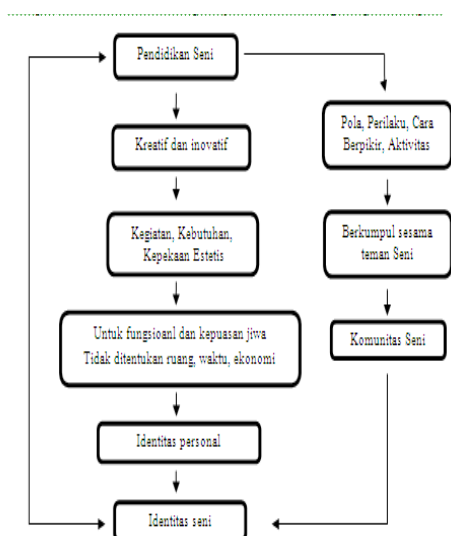 Pendidikan Seni
Kreatif dan inovatif
Kegiatan, Kebutuhan,
Kepekaan Estetis
Untuk fungsioanl dan kepuasan jiwa
Tidak ditentukan ruang, waktu, ekonomi
Identitas personal
Identitas seni
Pola, Perilaku, Cara
Berpikir, Aktivitas
Berkumpul sesama
teman Seni
Komunitas Seni